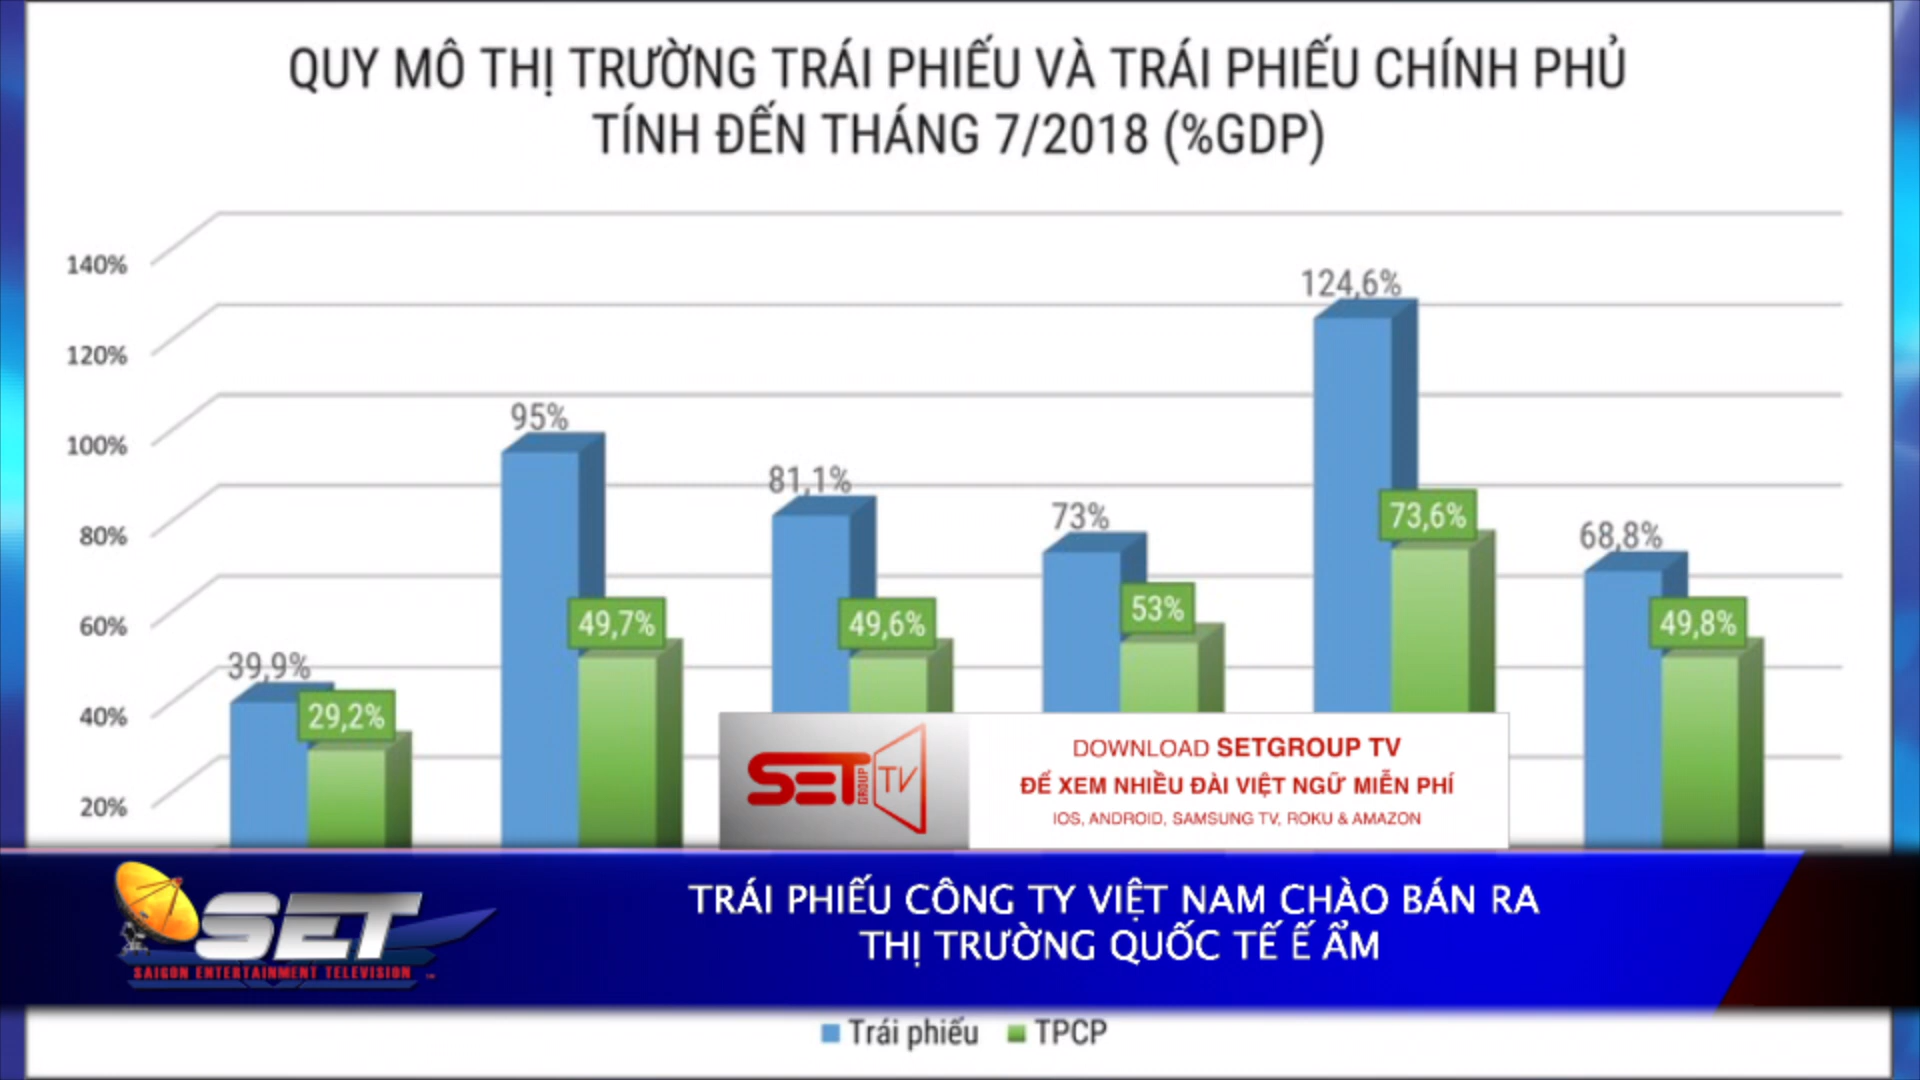 QUY MÔ THỊ TRƯỜNG TRÁI PHIẾU VÀ TRÁI PHIẾU CHÍNH PHỦ
TÍNH ĐẾN THÁNG 7/2018 (%GDP)
140%
120%
100%
80%
60%
40%
20%
39,9%
29,2%
95%
49,7%
81,1%
49,6%
73%
53%
124,6%
73,6%
68,8%
49,8%
SET GROUP TV
DOWNLOAD SETGROUP TV
ĐỂ XEM NHIỀU ĐÀI VIỆT NGỮ MIỄN PHÍ
IOS, ANDROID, SAMSUNG TV, ROKU & AMAZON
SET
SAIGON ENTERTAINMENT TELEVISION
TRÁI PHIẾU CÔNG TY VIỆT NAM CHÀO BÁN RA
THỊ TRƯỜNG QUỐC TẾ Ế ẨM
Trái phiếu TPCP